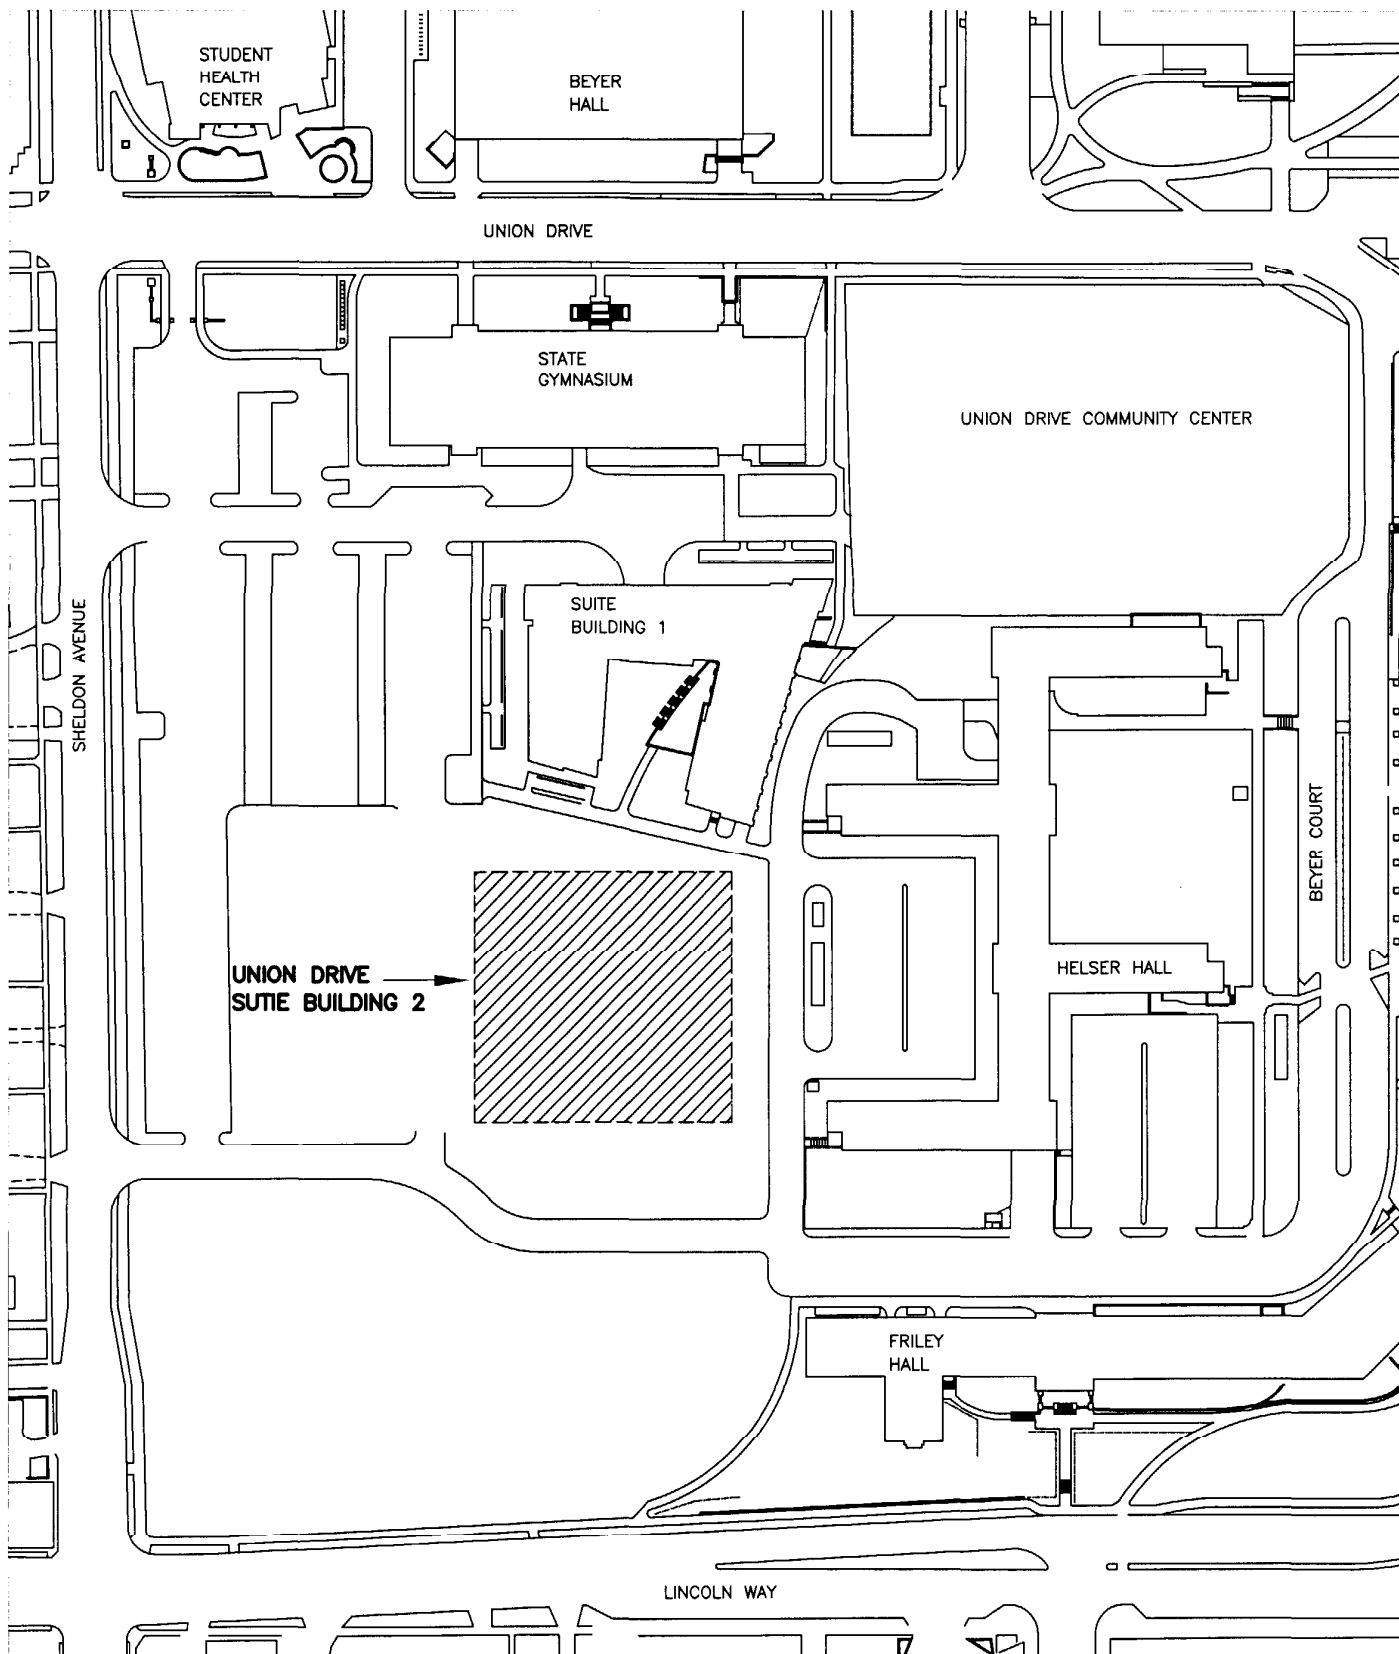 STUDENT
HEALTH
CENTER
BEYER
HALL
UNION DRIVE
STATE
GYMNASIUM
UNION DRIVE COMMUNITY CENTER
SUITE
BUILDING 1
SHELDON AVENUE
BEYER COURT
UNION DRIVE
SUTIE BUILDING 2
HELSER HALL
FRILEY
HALL
LINCOLN WAY